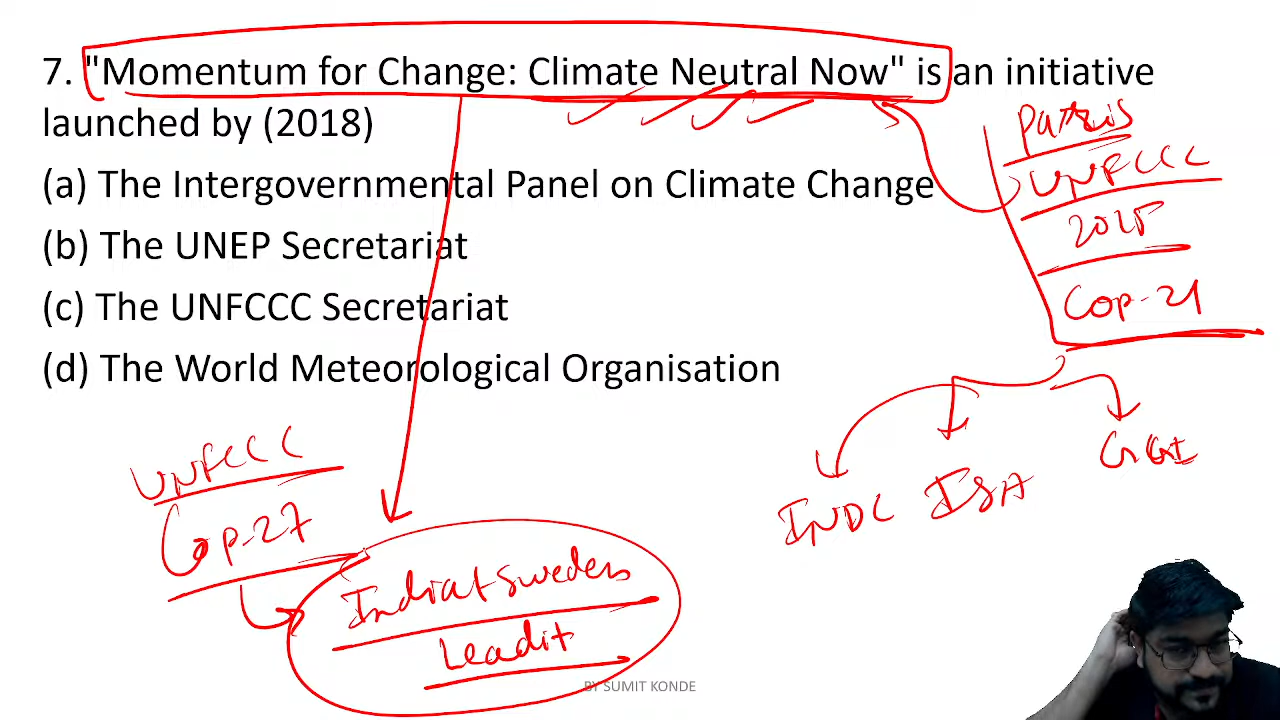 7. "Momentum for Change: Climate Neutral Now" is an initiative
launched by (2018)
(a) The Intergovernmental Panel on Climate Change
(b) The UNEP Secretariat
(c) The UNFCCC Secretariat
(d) The World Meteorological Organisation
UNFCCC
2015
COP-21
INDC ISA
UNFCCC
COP-27
India+Sweden
Leadit
BY SUMIT KONDE